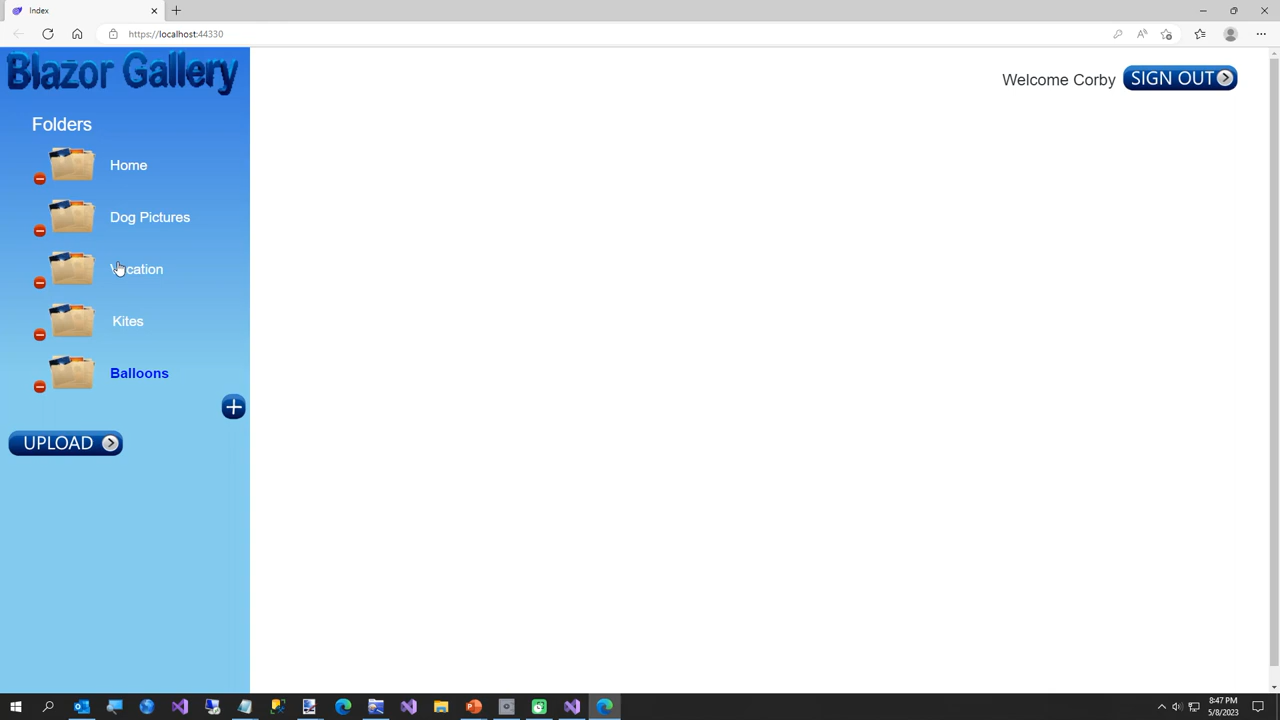 Index
https://localhost:44330
Blazor Gallery
Welcome Corby
SIGN OUT
Folders
Home
Dog Pictures
Vacation
Kites
Balloons
UPLOAD
8:47 PM
5/8/2023